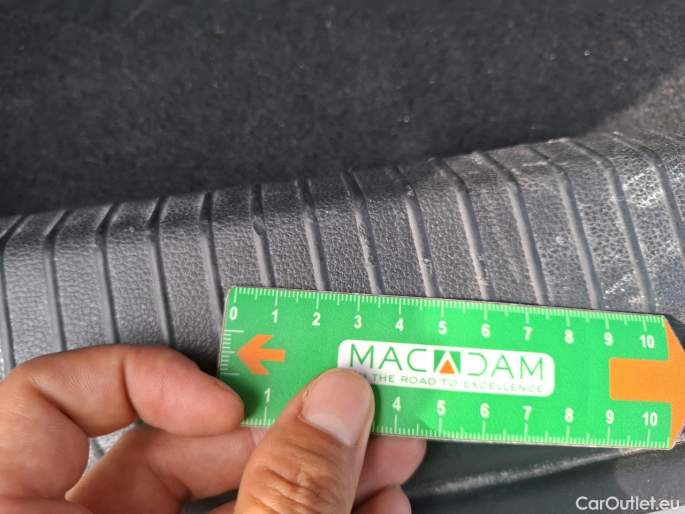 0 1 2 3 4 5 6 7 8 9 10
MACADAM
THE ROAD TO EXCELLENCE
1 4 5 6 7 8 9 10
CarOutlet.eu